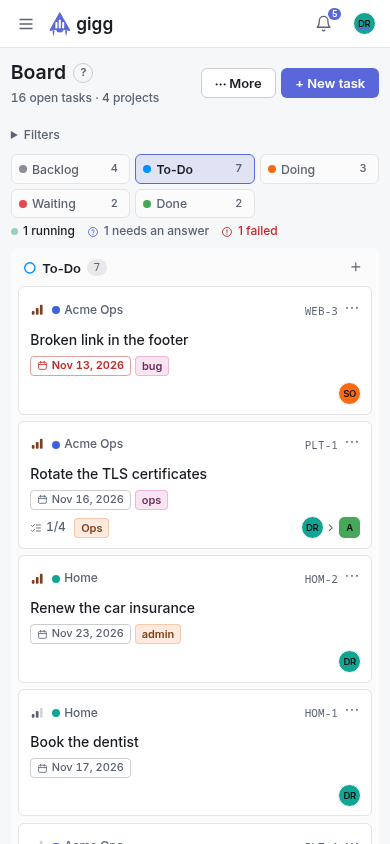 gigg
5
DR
Board ?
16 open tasks · 4 projects
··· More
+ New task
Filters
Backlog 4
To-Do 7
Doing 3
Waiting 2
Done 2
1 running
1 needs an answer
1 failed
To-Do 7 +
Acme Ops WEB-3 ···
Broken link in the footer
Nov 13, 2026 bug
SO
Acme Ops PLT-1 ···
Rotate the TLS certificates
Nov 16, 2026 ops
1/4 Ops DR › A
Home HOM-2 ···
Renew the car insurance
Nov 23, 2026 admin
DR
Home HOM-1 ···
Book the dentist
Nov 17, 2026
DR
Acme Ops